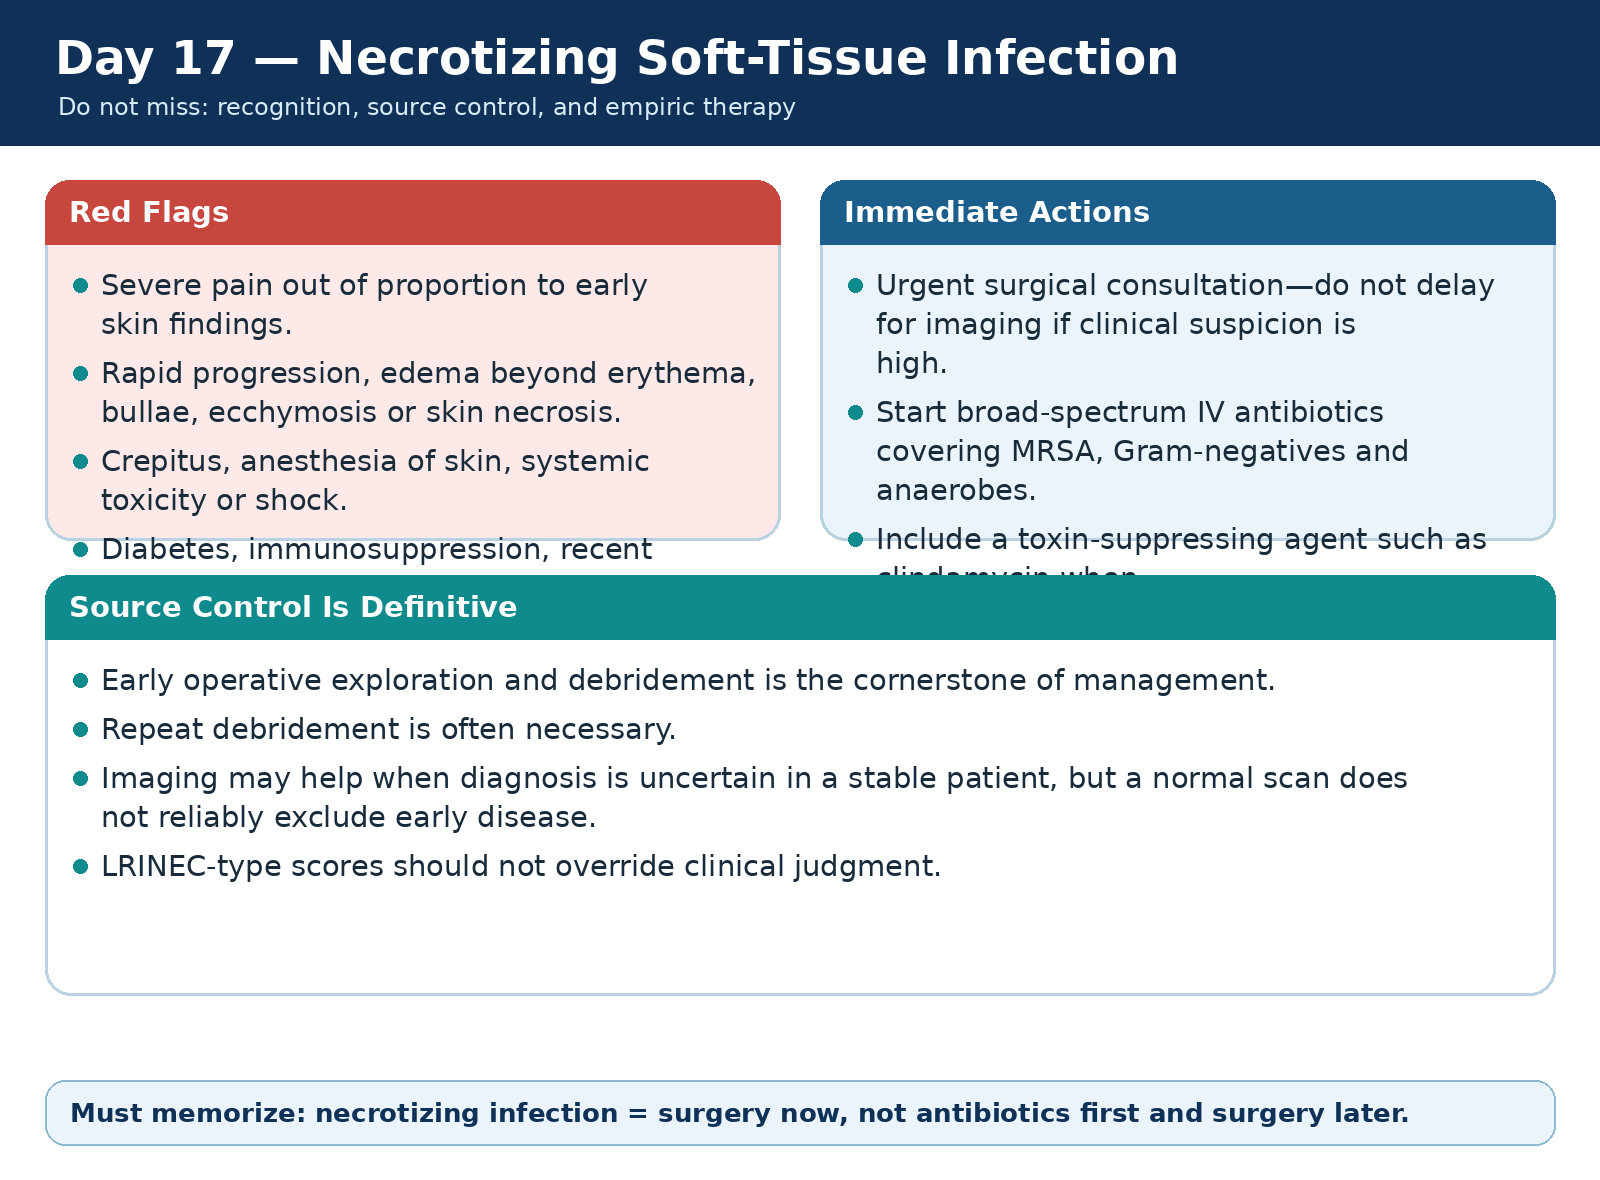 Day 17 — Necrotizing Soft-Tissue Infection
Do not miss: recognition, source control, and empiric therapy
Red Flags
Severe pain out of proportion to early
skin findings.
Rapid progression, edema beyond erythema,
bullae, ecchymosis or skin necrosis.
Crepitus, anesthesia of skin, systemic
toxicity or shock.
Diabetes, immunosuppression, recent
Immediate Actions
Urgent surgical consultation—do not delay
for imaging if clinical suspicion is
high.
Start broad-spectrum IV antibiotics
covering MRSA, Gram-negatives and
anaerobes.
Include a toxin-suppressing agent such as
clindamycin when
Source Control Is Definitive
Early operative exploration and debridement is the cornerstone of management.
Repeat debridement is often necessary.
Imaging may help when diagnosis is uncertain in a stable patient, but a normal scan does
not reliably exclude early disease.
LRINEC-type scores should not override clinical judgment.
Must memorize: necrotizing infection = surgery now, not antibiotics first and surgery later.